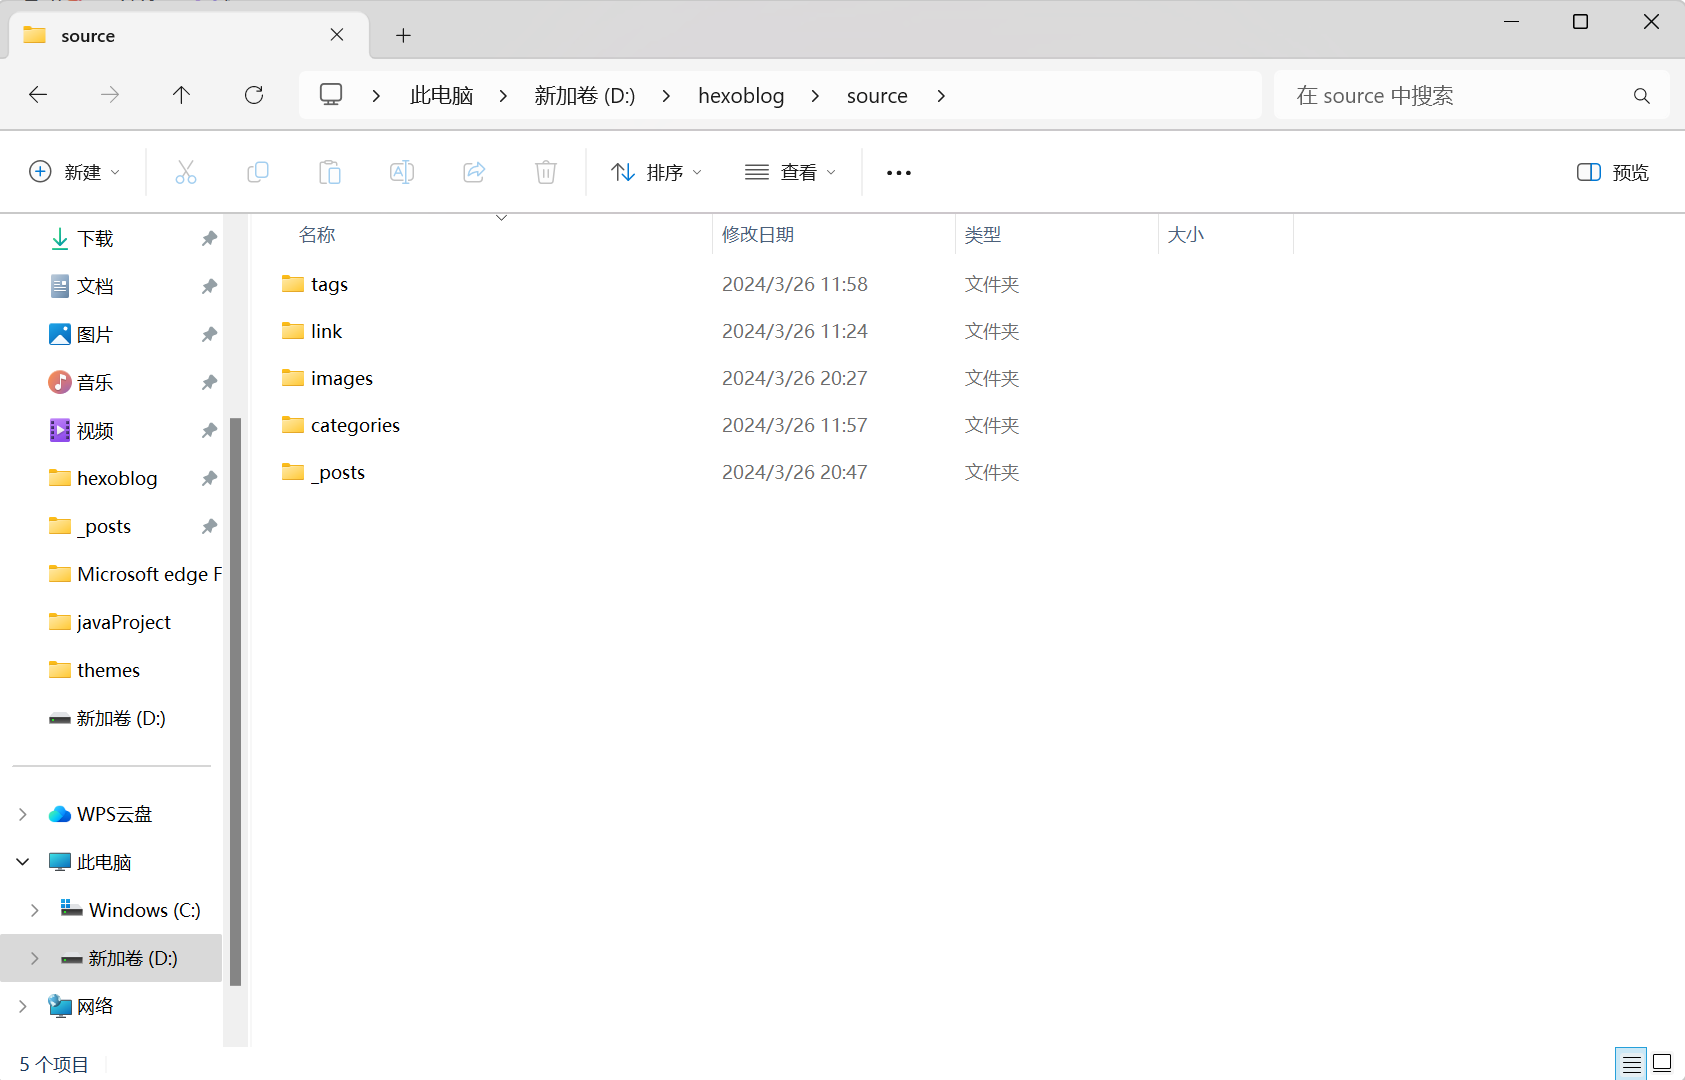 source
此电脑 新加卷 (D:) hexoblog source
在 source 中搜索
新建 排序 查看 预览
名称 修改日期 类型 大小
tags 2024/3/26 11:58 文件夹
link 2024/3/26 11:24 文件夹
images 2024/3/26 20:27 文件夹
categories 2024/3/26 11:57 文件夹
_posts 2024/3/26 20:47 文件夹
下载
文档
图片
音乐
视频
hexoblog
_posts
Microsoft edge F
javaProject
themes
新加卷 (D:)
WPS云盘
此电脑
Windows (C:)
新加卷 (D:)
网络
5 个项目